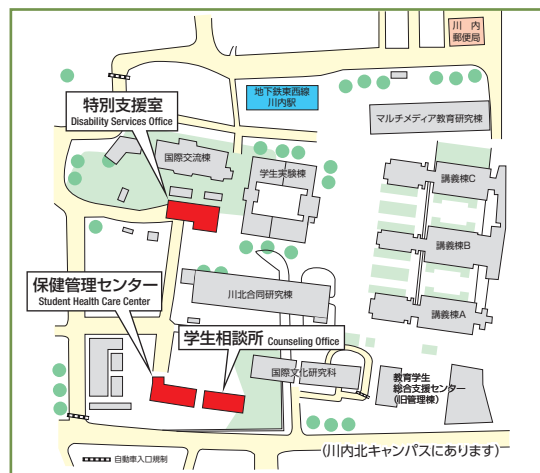 川 内
郵便局
地下鉄東西線
川内駅
特別支援室
Disability Services Office
マルチメディア教育研究棟
国際交流棟
学生実験棟
講義棟C
講義棟B
保健管理センター
Student Health Care Center
川北合同研究棟
講義棟A
学生相談所 Counseling Office
国際文化研究科
教育学生
総合支援センター
(旧管理棟)
(川内北キャンパスにあります)
自動車入口規制